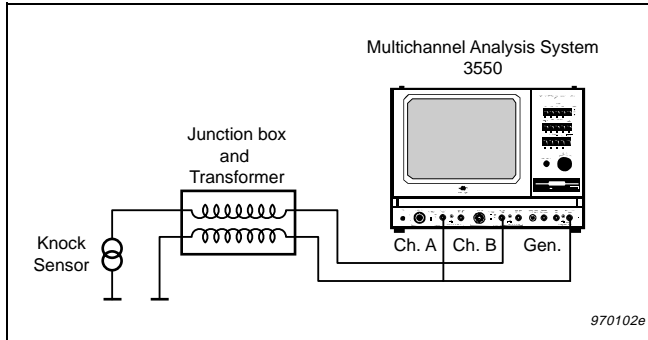 Multichannel Analysis System
3550
Junction box
and
Transformer
Knock
Sensor
Ch. A
Ch. B
Gen.
970102e